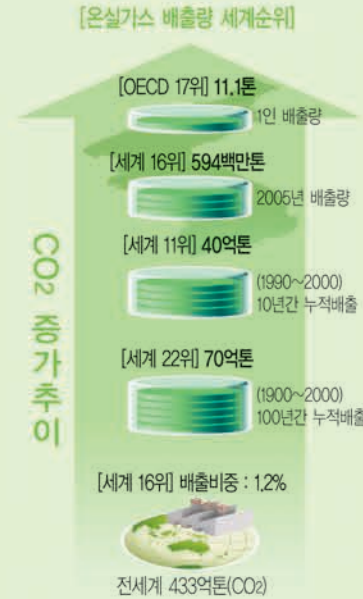 [온실가스 배출량 세계순위]
[OECD 17위] 11.1톤
1인 배출량
[세계 16위] 594백만톤
2005년 배출량
[세계 11위] 40억톤
(1990~2000)
10년간 누적배출
[세계 22위] 70억톤
(1900~2000)
100년간 누적배출
[세계 16위] 배출비중 : 1.2%
전세계 433억톤(CO₂)
CO₂ 증가추이